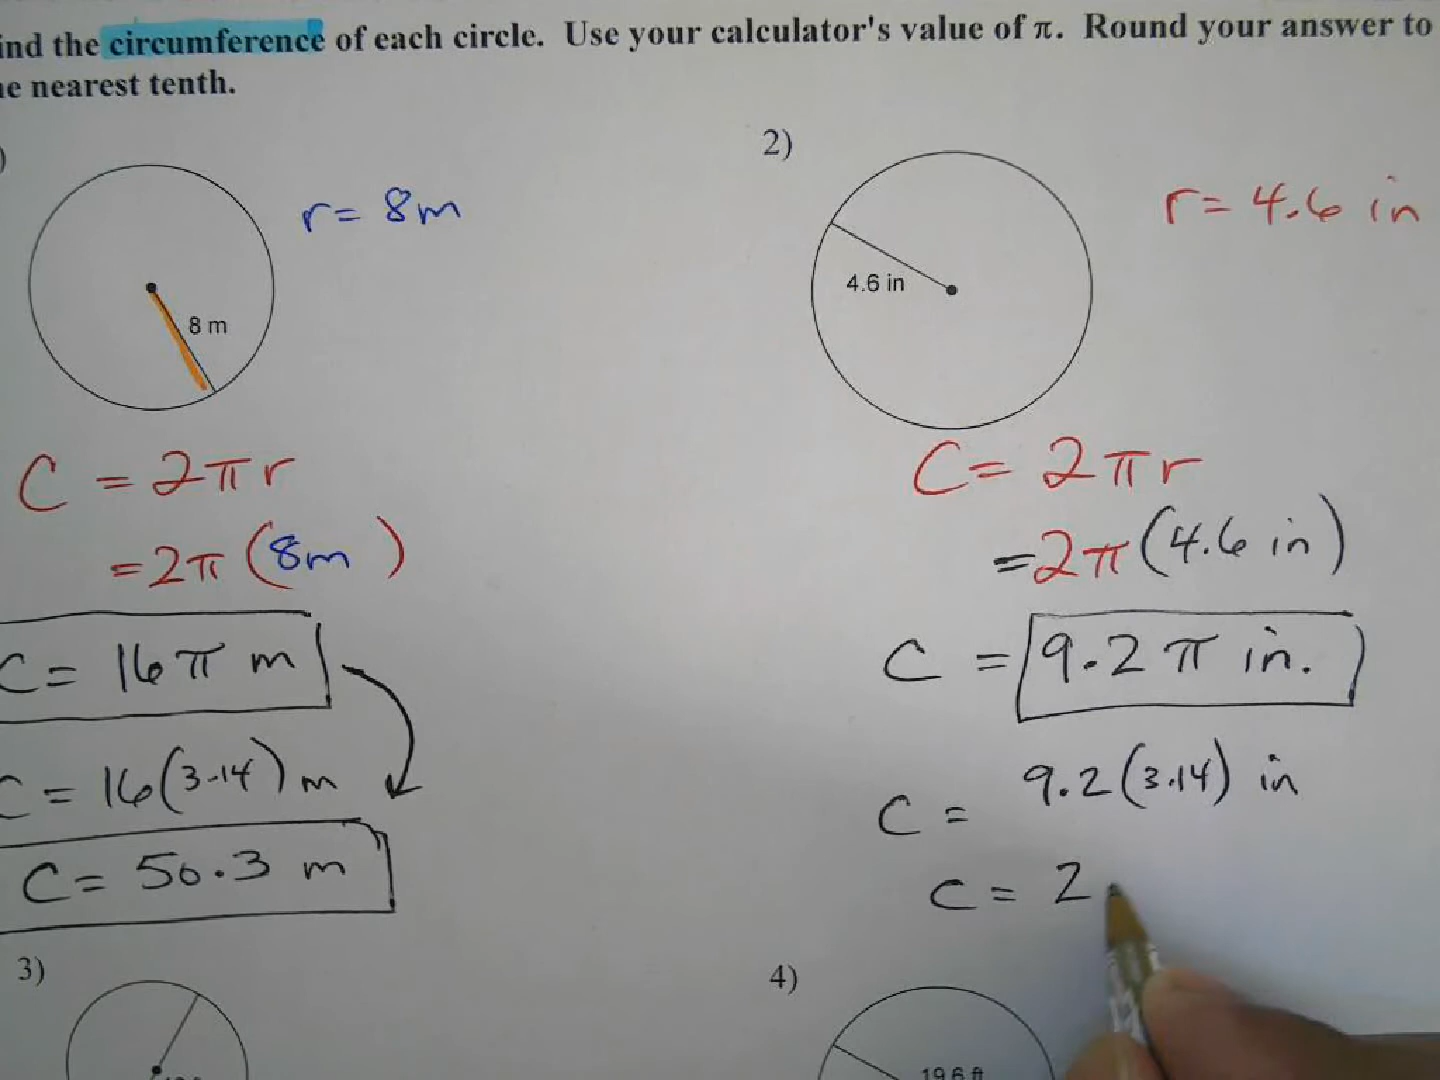 ind the circumference of each circle. Use your calculator's value of π. Round your answer to
e nearest tenth.
)
r = 8m
8 m
C = 2πr
= 2π (8m)
C = 16π m
C = 16(3.14) m
C = 50.3 m
2)
r = 4.6 in
4.6 in
C = 2πr
= 2π (4.6 in)
C = 9.2 π in.
C = 9.2(3.14) in
C = 2
3)
4)
19.6 ft